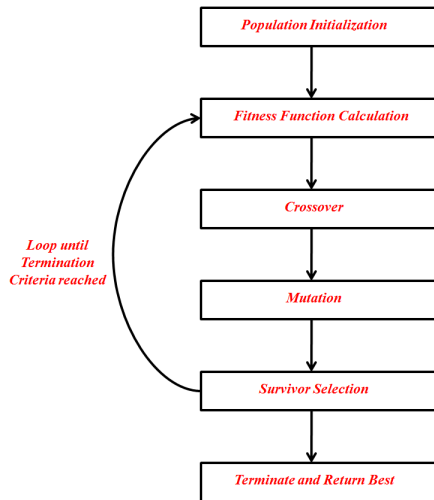 Population Initialization
Fitness Function Calculation
Crossover
Loop until
Termination
Criteria reached
Mutation
Survivor Selection
Terminate and Return Best